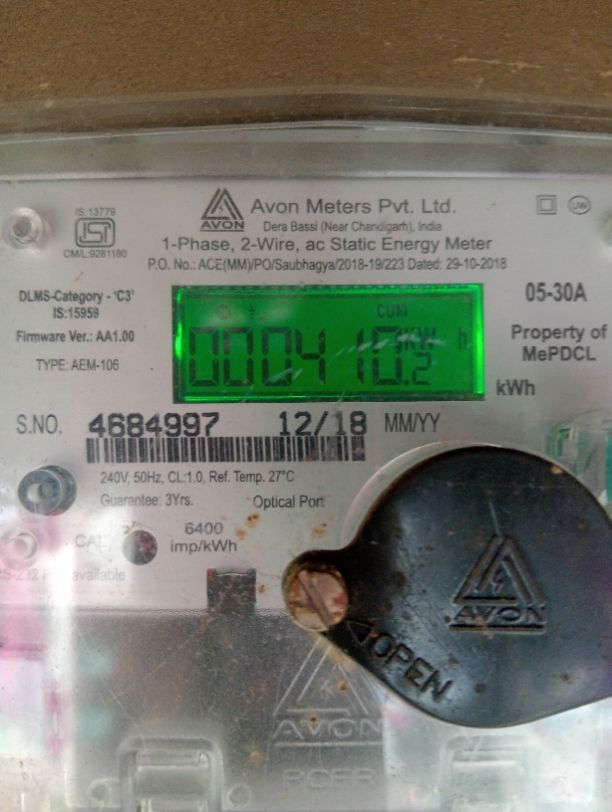 IS:13779
ISI
CM/L:9281180
AVON
Avon Meters Pvt. Ltd.
Dera Bassi (Near Chandigarh), India
1-Phase, 2-Wire, ac Static Energy Meter
P.O. No.: ACE(MM)/PO/Saubhagya/2018-19/223 Dated: 29-10-2018
DLMS-Category - 'C3'
IS:15959
Firmware Ver.: AA1.00
TYPE: AEM-106
CUM
000410.2 KW h
kWh
05-30A
Property of
MePDCL
S.NO. 4684997 12/18 MM/YY
240V, 50Hz, CL:1.0, Ref. Temp. 27°C
Guarantee: 3Yrs. Optical Port
CAL
6400
imp/kWh
available
AVON
OPEN
AVON